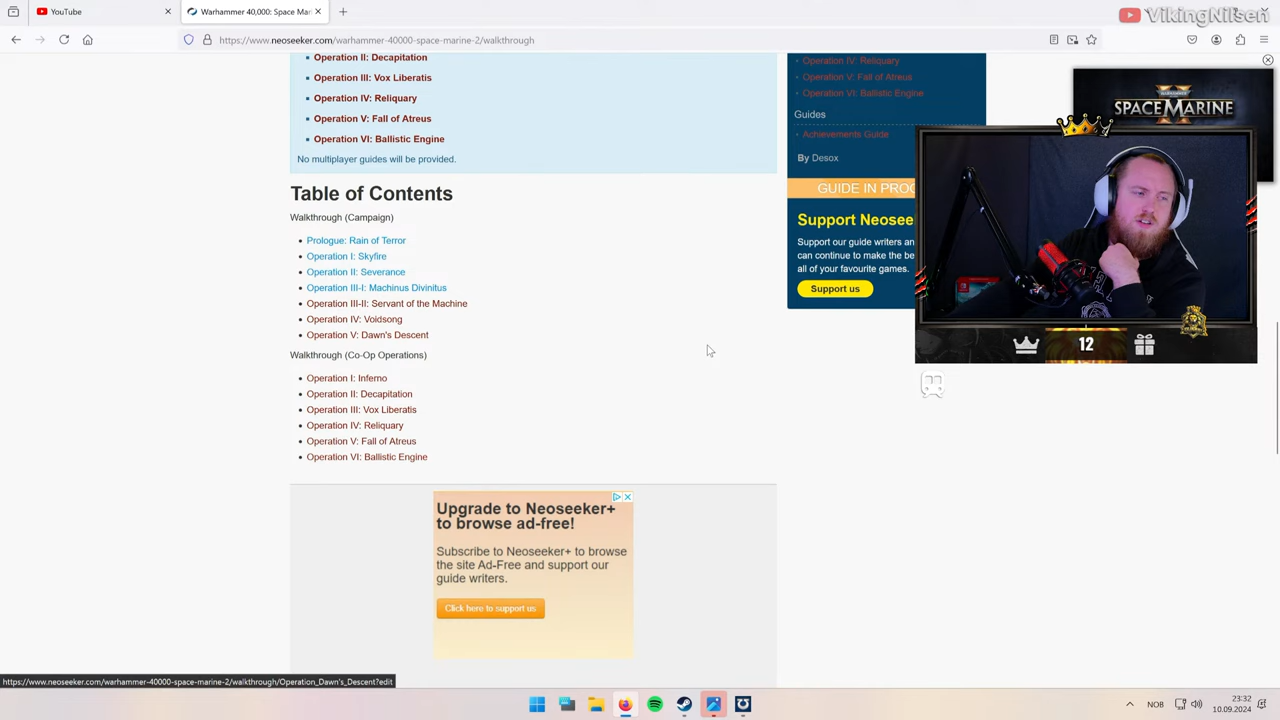 YouTube
Warhammer 40,000: Space Mar
VikingNilsen
https://www.neoseeker.com/warhammer-40000-space-marine-2/walkthrough
Operation II: Decapitation
Operation III: Vox Liberatis
Operation IV: Reliquary
Operation V: Fall of Atreus
Operation VI: Ballistic Engine
No multiplayer guides will be provided.
Table of Contents
Walkthrough (Campaign)
Prologue: Rain of Terror
Operation I: Skyfire
Operation II: Severance
Operation III-I: Machinus Divinitus
Operation III-II: Servant of the Machine
Operation IV: Voidsong
Operation V: Dawn's Descent
Walkthrough (Co-Op Operations)
Operation I: Inferno
Operation II: Decapitation
Operation III: Vox Liberatis
Operation IV: Reliquary
Operation V: Fall of Atreus
Operation VI: Ballistic Engine
Upgrade to Neoseeker+
to browse ad-free!
Subscribe to Neoseeker+ to browse
the site Ad-Free and support our
guide writers.
Click here to support us
Operation IV: Reliquary
Operation V: Fall of Atreus
Operation VI: Ballistic Engine
Guides
Achievements Guide
By Desox
GUIDE IN PROG
Support Neosee
Support our guide writers an
can continue to make the be
all of your favourite games.
Support us
SPACE MARINE
12
https://www.neoseeker.com/warhammer-40000-space-marine-2/walkthrough/Operation_Dawn's_Descent?edit
NOB
23:32
10.09.2024